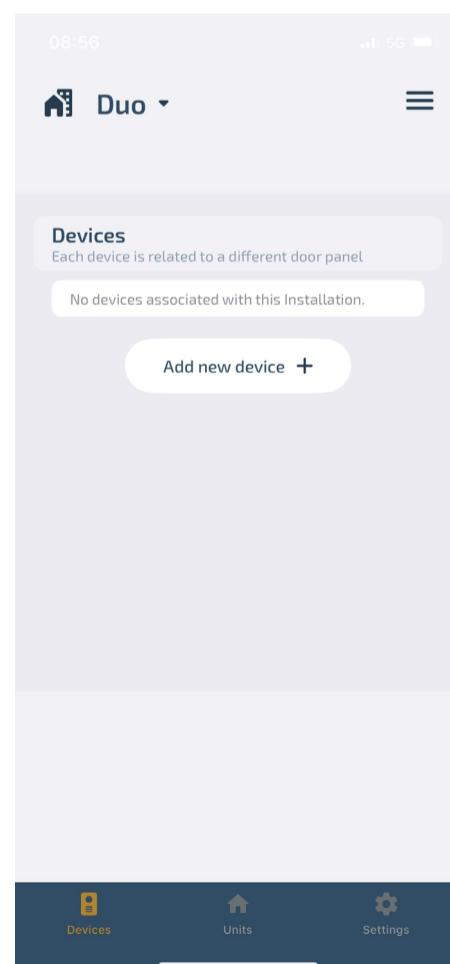 08:56 5G
Duo
Devices
Each device is related to a different door panel
No devices associated with this Installation.
Add new device +
Devices Units Settings